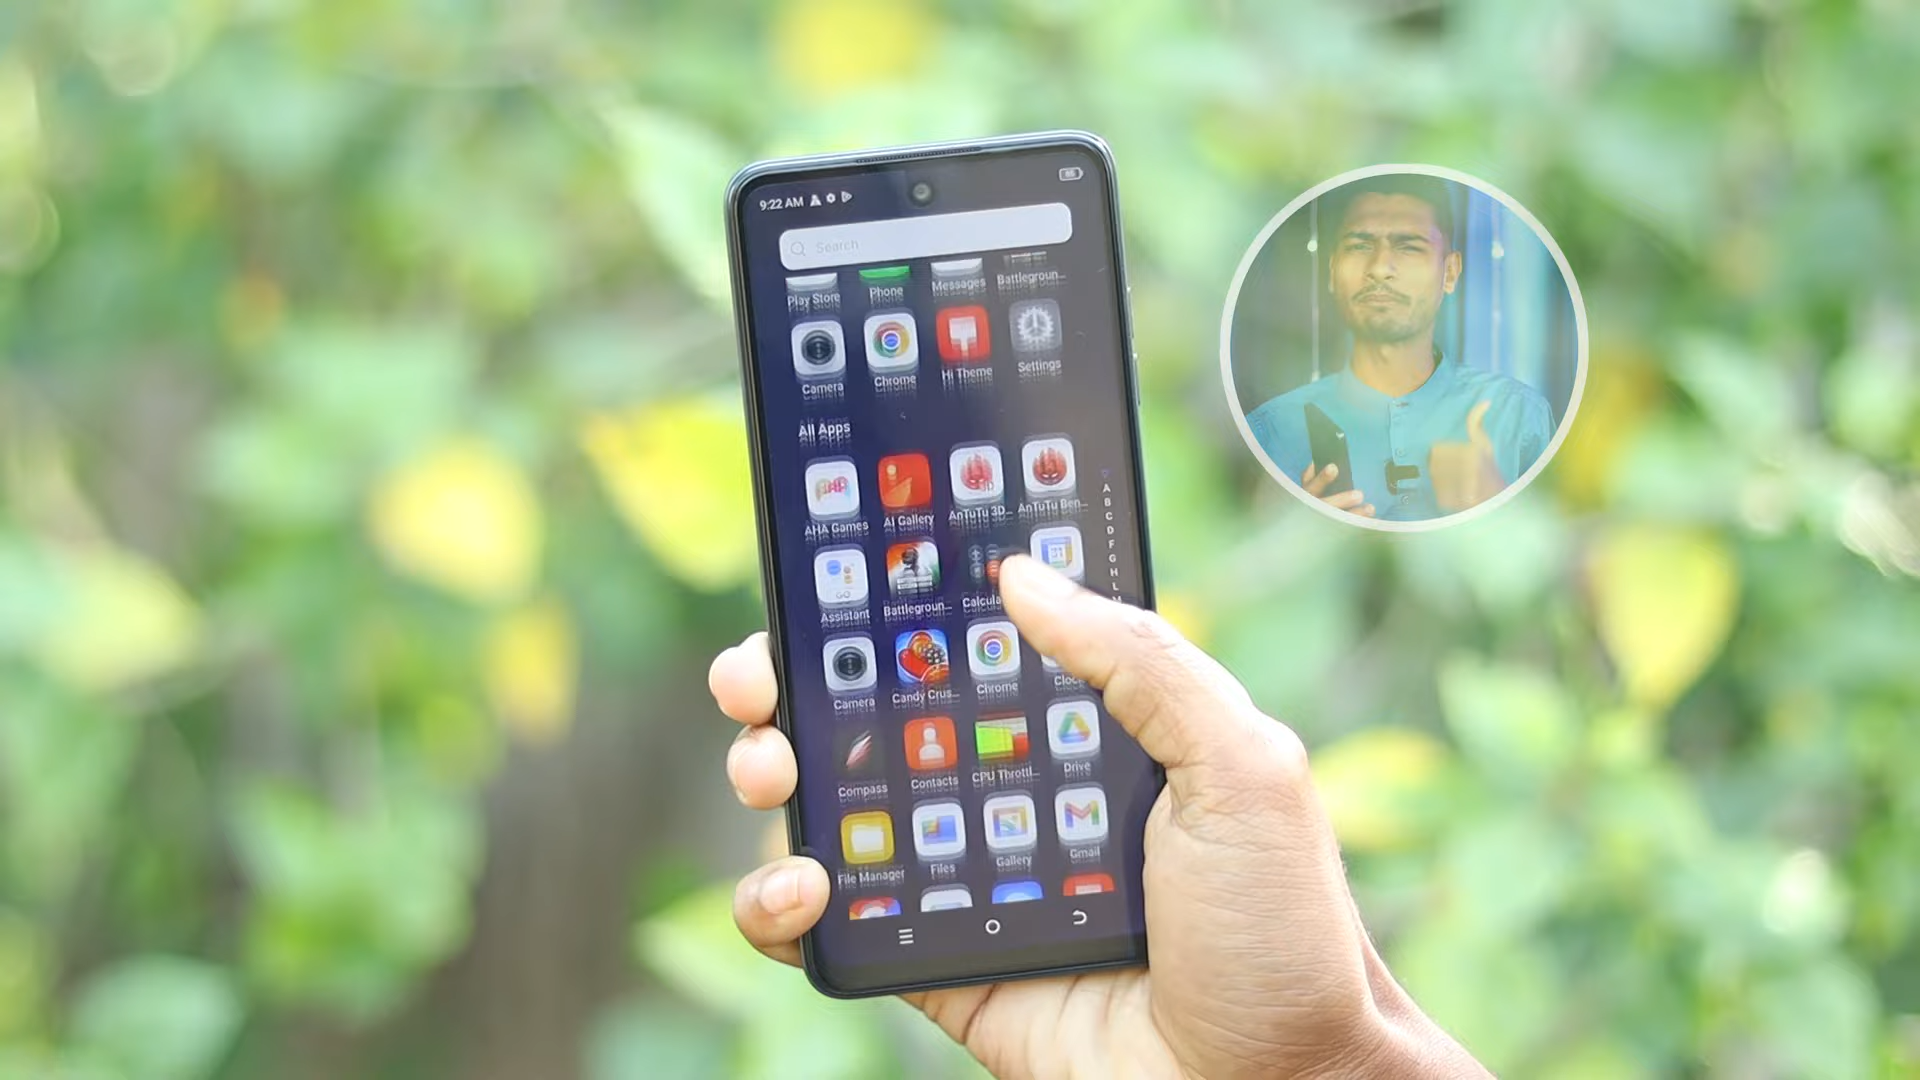 9:22 AM
Search
Play Store Phone Messages Battlegroun...
Camera Chrome Hi Theme Settings
All Apps
AHA Games AI Gallery AnTuTu 3D... AnTuTu Ben...
A
B
C
D
E
F
G
H
L
M
31
GO
Assistant Battlegroun...
Camera Candy Crus... Chrome
Compass Contacts CPU Throttl... Drive
File Manager Files Gallery Gmail